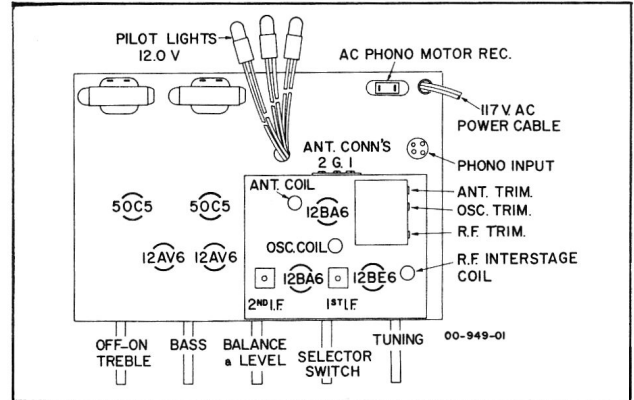 PILOT LIGHTS
12.0 V
AC PHONO MOTOR REC.
117 V. AC
POWER CABLE
ANT. CONN'S
2 G. 1
PHONO INPUT
ANT. COIL
ANT. TRIM.
50C5
50C5
12BA6
OSC. TRIM.
R.F. TRIM.
OSC. COIL
12AV6
12AV6
R.F. INTERSTAGE
COIL
12BA6
12BE6
2ND I.F.
1ST I.F.
OFF-ON
TREBLE
BASS
BALANCE
& LEVEL
SELECTOR
SWITCH
TUNING
00-949-01